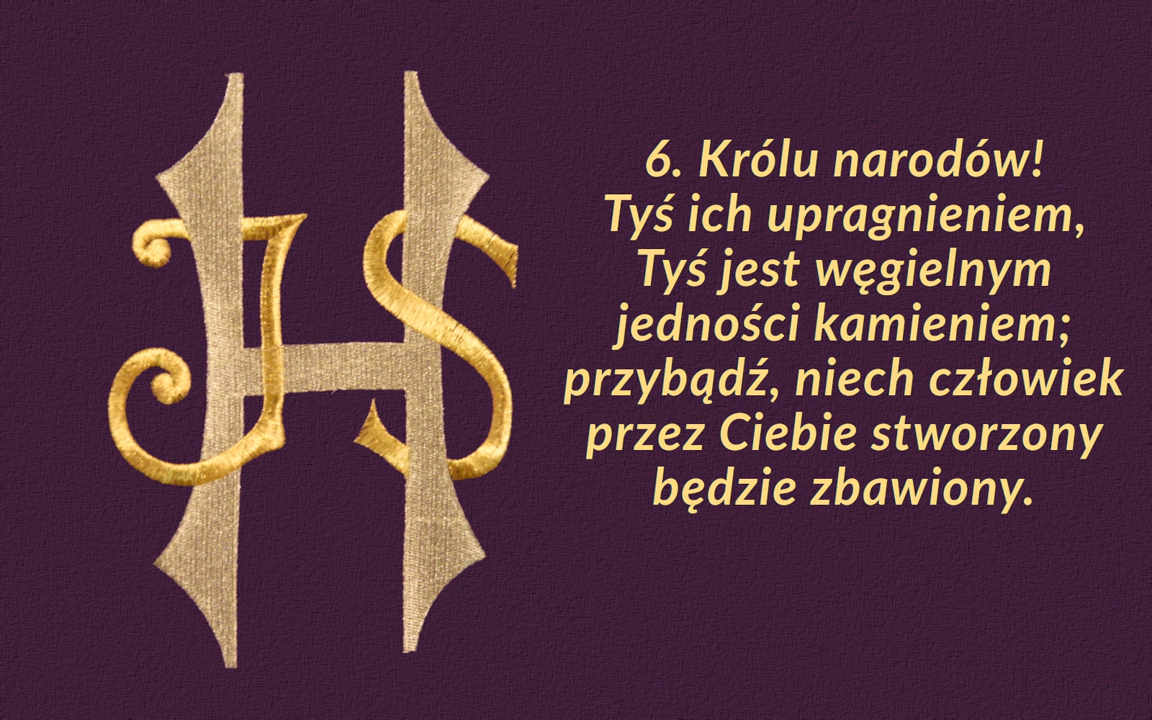 JHS
6. Królu narodów!
Tyś ich upragnieniem,
Tyś jest węgielnym
jedności kamieniem;
przybądź, niech człowiek
przez Ciebie stworzony
będzie zbawiony.